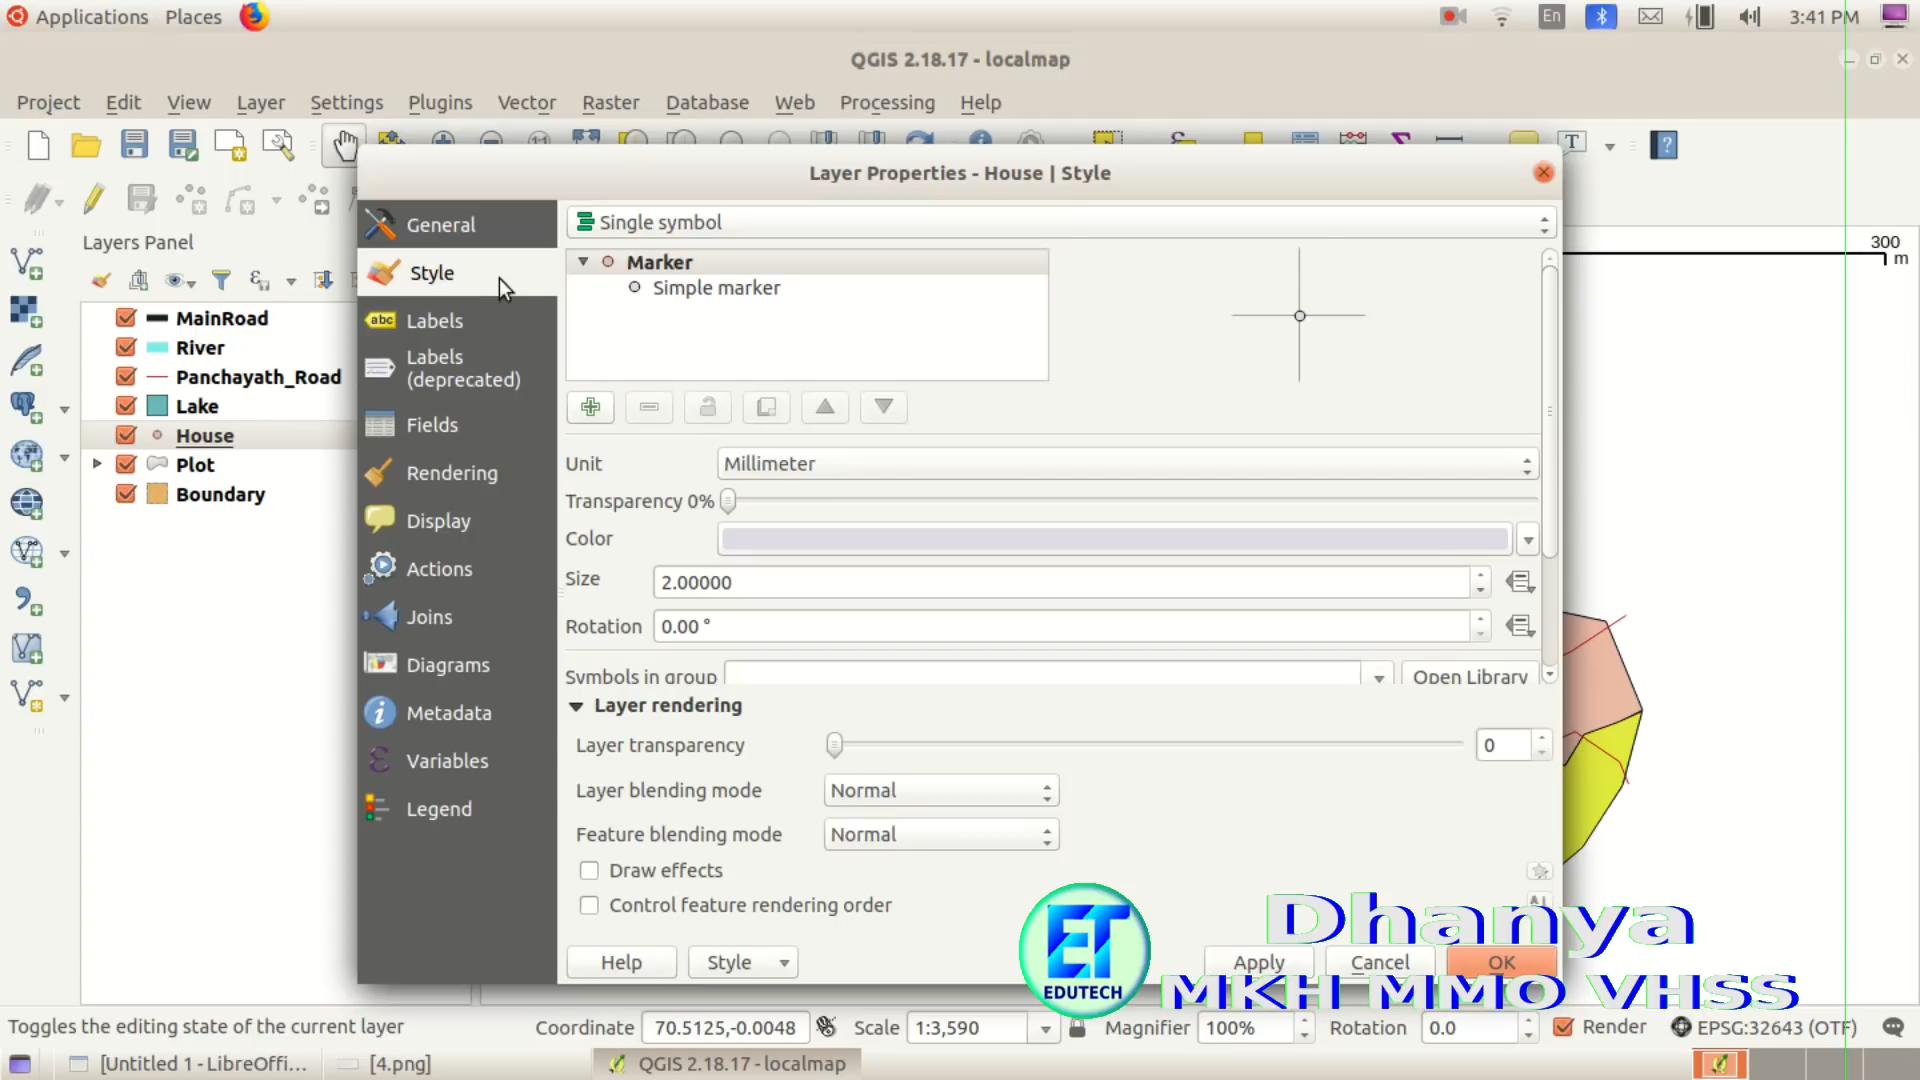 Applications Places En 3:41 PM
QGIS 2.18.17 - localmap
Project Edit View Layer Settings Plugins Vector Raster Database Web Processing Help
Layer Properties - House | Style
Layers Panel
MainRoad
River
Panchayath_Road
Lake
House
Plot
Boundary
General
Style
abc Labels
Labels
(deprecated)
Fields
Rendering
Display
Actions
Joins
Diagrams
Metadata
Variables
Legend
Single symbol
Marker
Simple marker
Unit Millimeter
Transparency 0%
Color
Size 2.00000
Rotation 0.00 °
Symbols in group Open Library
Layer rendering
Layer transparency 0
Layer blending mode Normal
Feature blending mode Normal
Draw effects
Control feature rendering order
Help Style Apply Cancel OK
300
m
ET
EDUTECH
Dhanya
MKH MMO VHSS
Toggles the editing state of the current layer Coordinate 70.5125,-0.0048 Scale 1:3,590 Magnifier 100% Rotation 0.0 Render EPSG:32643 (OTF)
[Untitled 1 - LibreOffi... [4.png] QGIS 2.18.17 - localmap